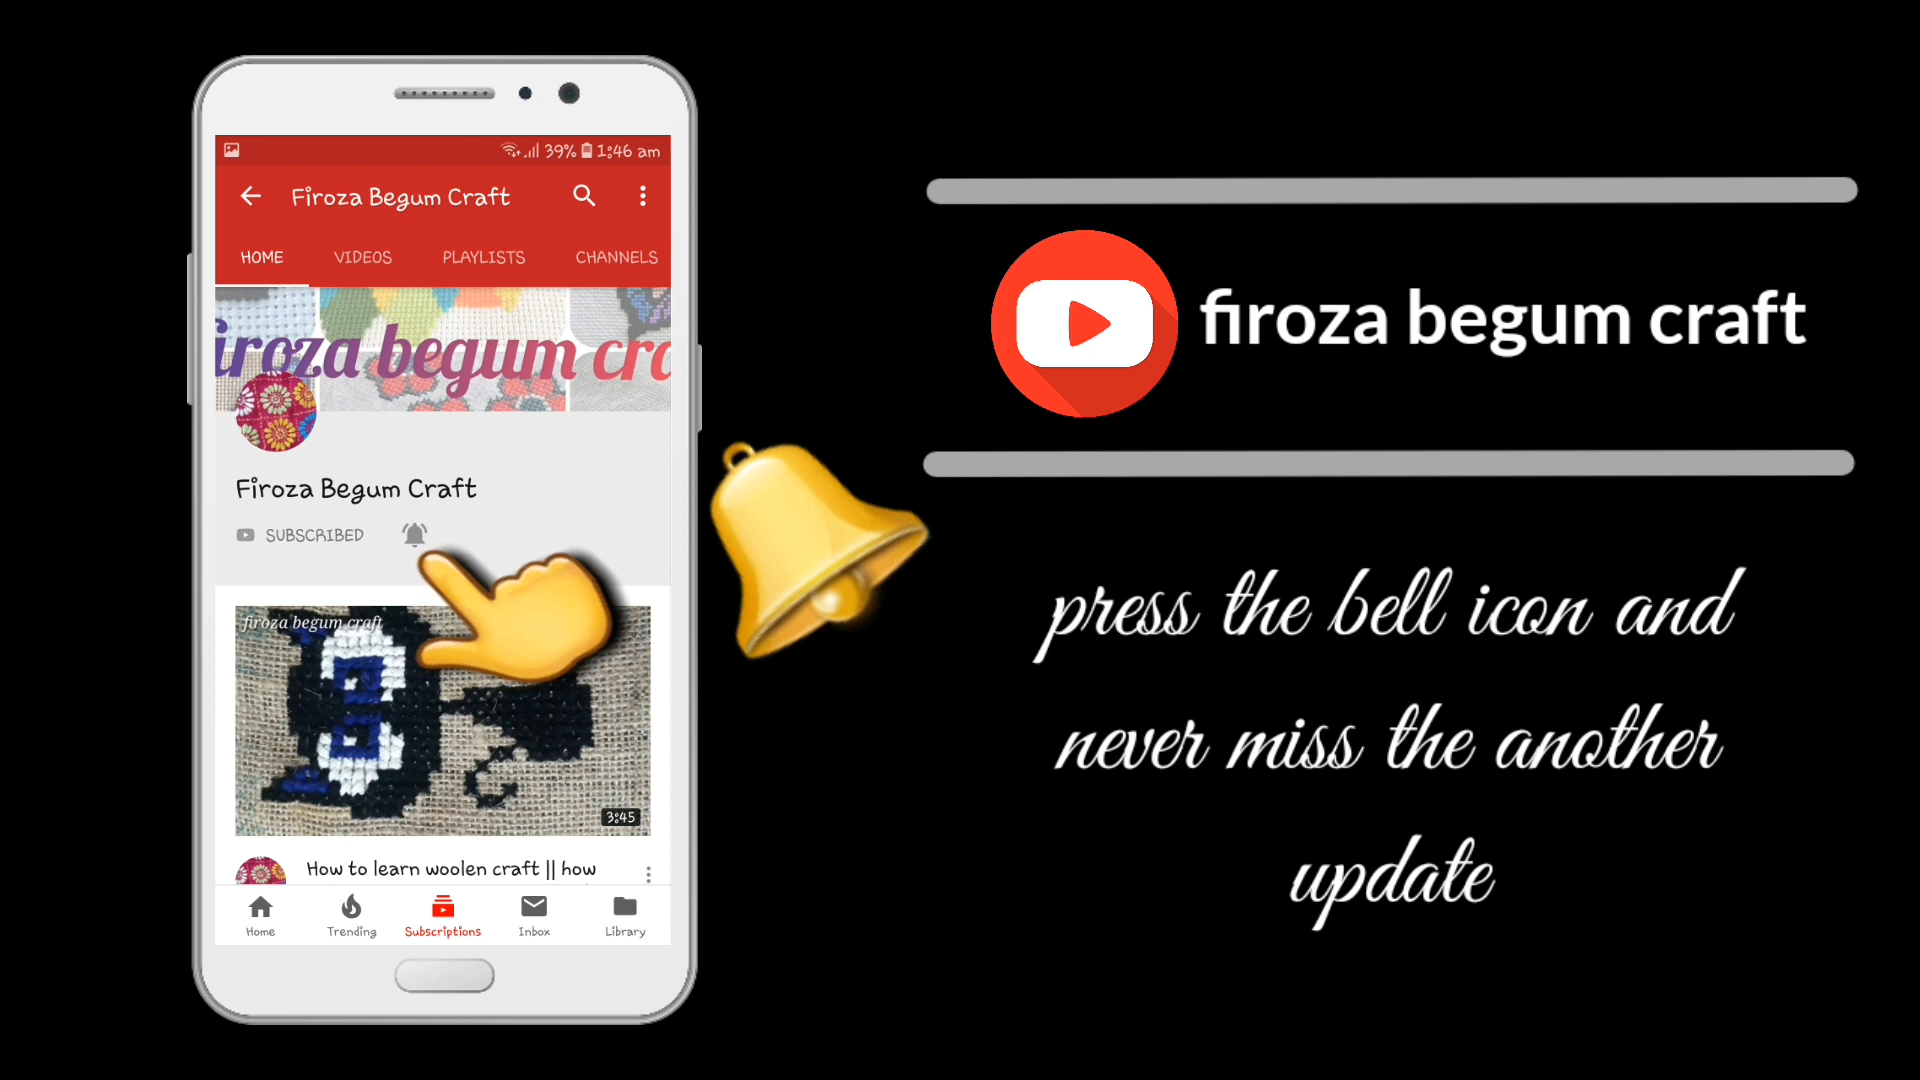 39% 1:46 am
Firoza Begum Craft
HOME VIDEOS PLAYLISTS CHANNELS
firoza begum cra
Firoza Begum Craft
SUBSCRIBED
firoza begum craft
3:45
How to learn woolen craft || how
Home Trending Subscriptions Inbox Library
firoza begum craft
press the bell icon and
never miss the another
update